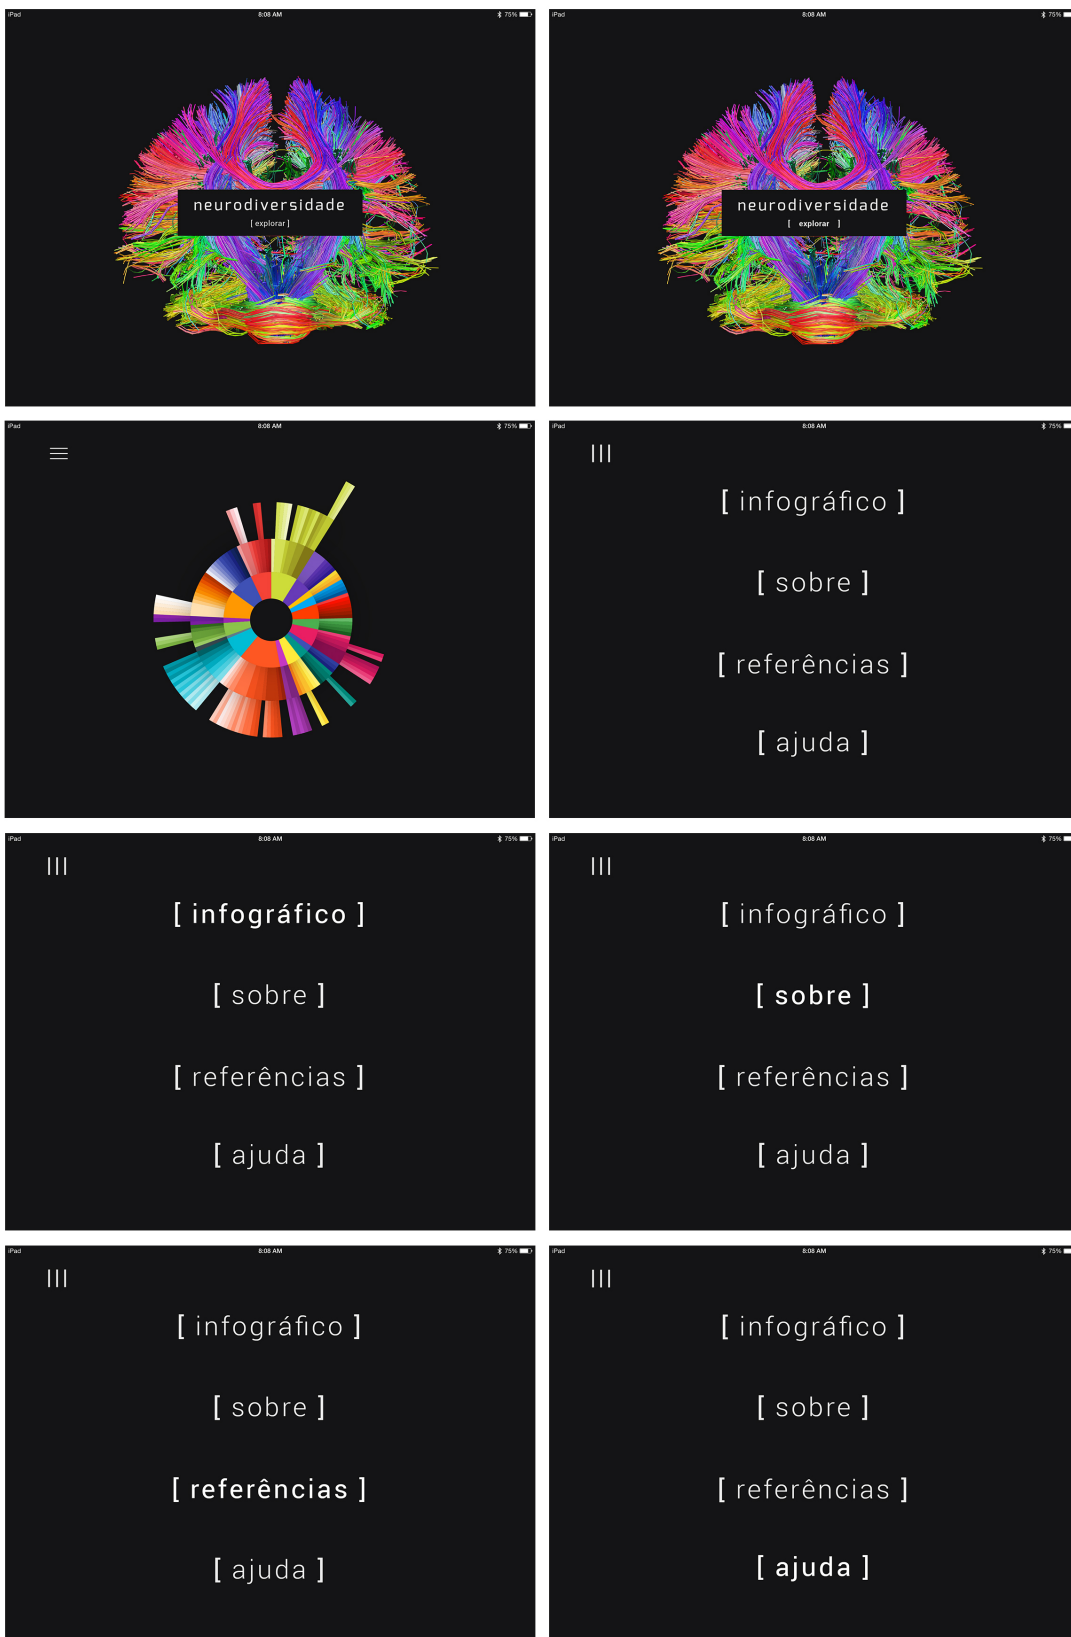 iPad 8:08 AM 75%
neurodiversidade
[ explorar ]
iPad 8:08 AM 75%
neurodiversidade
[ explorar ]
iPad 8:08 AM 75%
iPad 8:08 AM 75%
[ infográfico ]
[ sobre ]
[ referências ]
[ ajuda ]
iPad 8:08 AM 75%
[ infográfico ]
[ sobre ]
[ referências ]
[ ajuda ]
iPad 8:08 AM 75%
[ infográfico ]
[ sobre ]
[ referências ]
[ ajuda ]
iPad 8:08 AM 75%
[ infográfico ]
[ sobre ]
[ referências ]
[ ajuda ]
iPad 8:08 AM 75%
[ infográfico ]
[ sobre ]
[ referências ]
[ ajuda ]